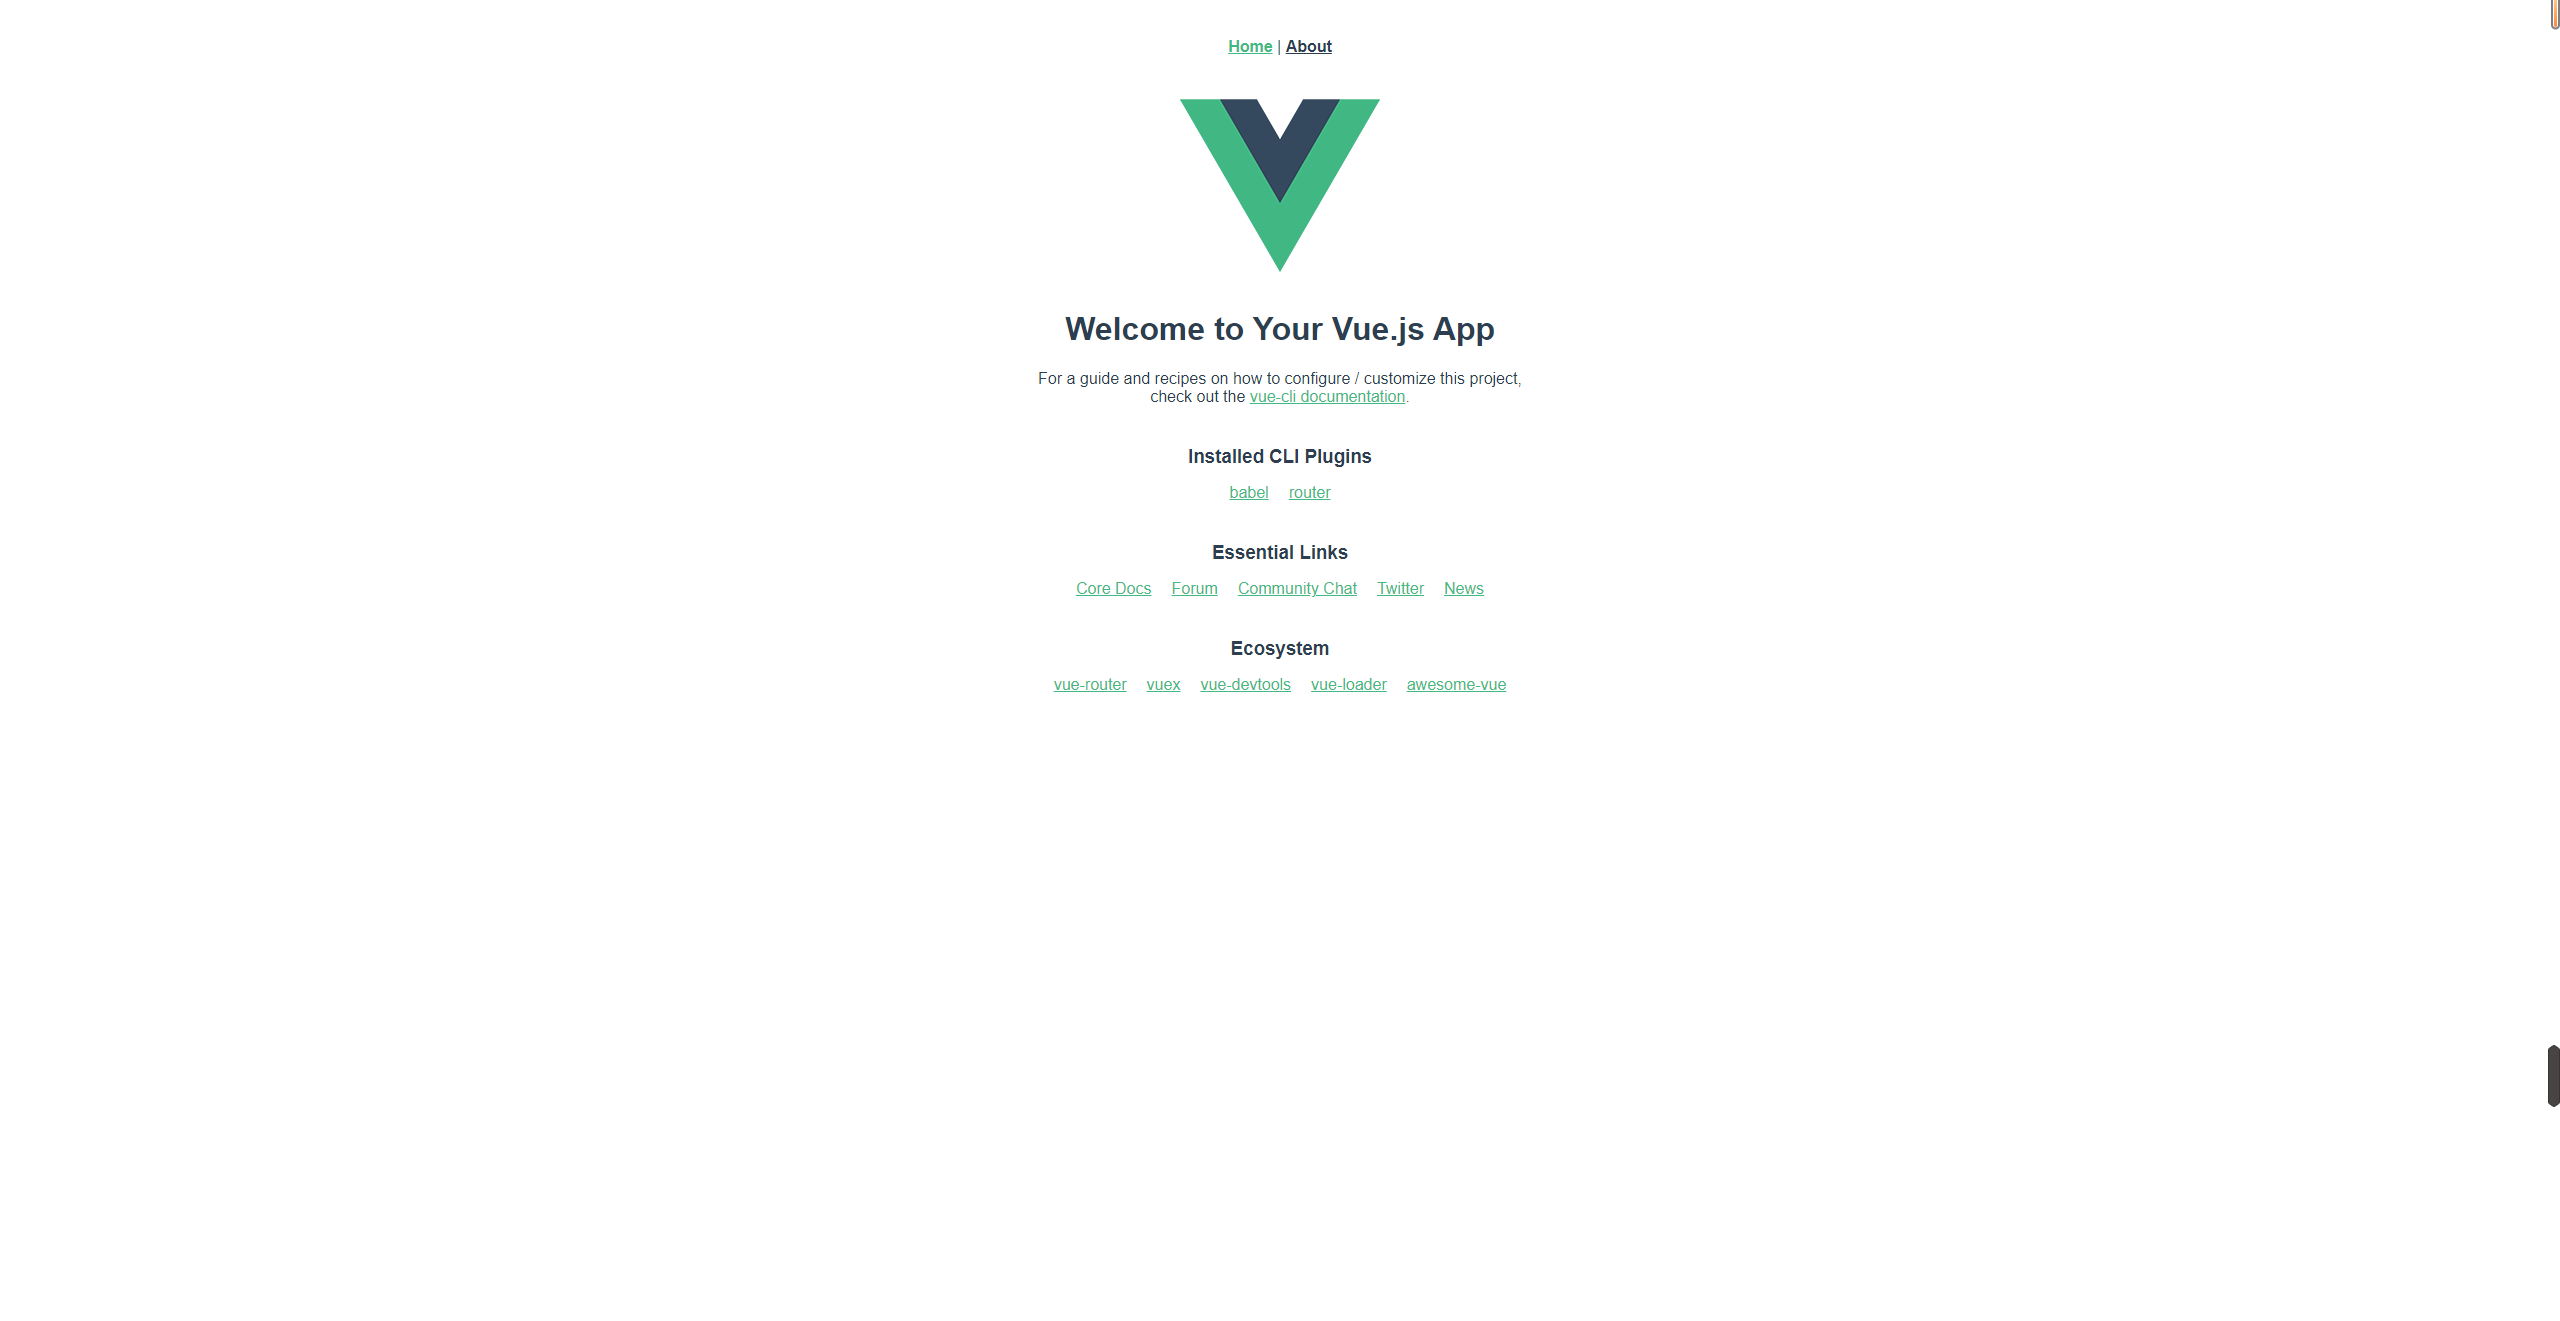 Home | About
Welcome to Your Vue.js App
For a guide and recipes on how to configure / customize this project,
check out the vue-cli documentation.
Installed CLI Plugins
babel router
Essential Links
Core Docs Forum Community Chat Twitter News
Ecosystem
vue-router vuex vue-devtools vue-loader awesome-vue